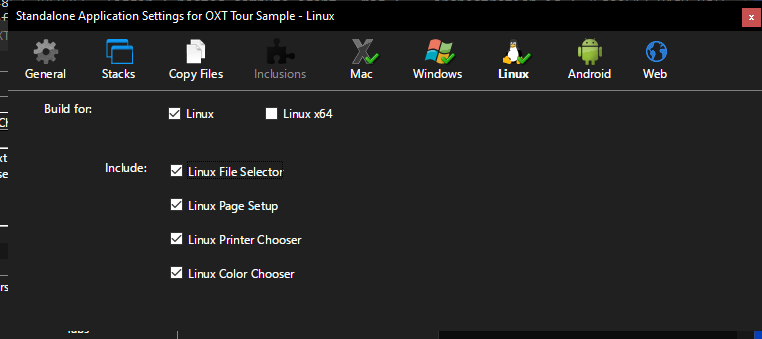 Standalone Application Settings for OXT Tour Sample - Linux
General Stacks Copy Files Inclusions Mac Windows Linux Android Web
Build for: Linux Linux x64
Include: Linux File Selector
Linux Page Setup
Linux Printer Chooser
Linux Color Chooser